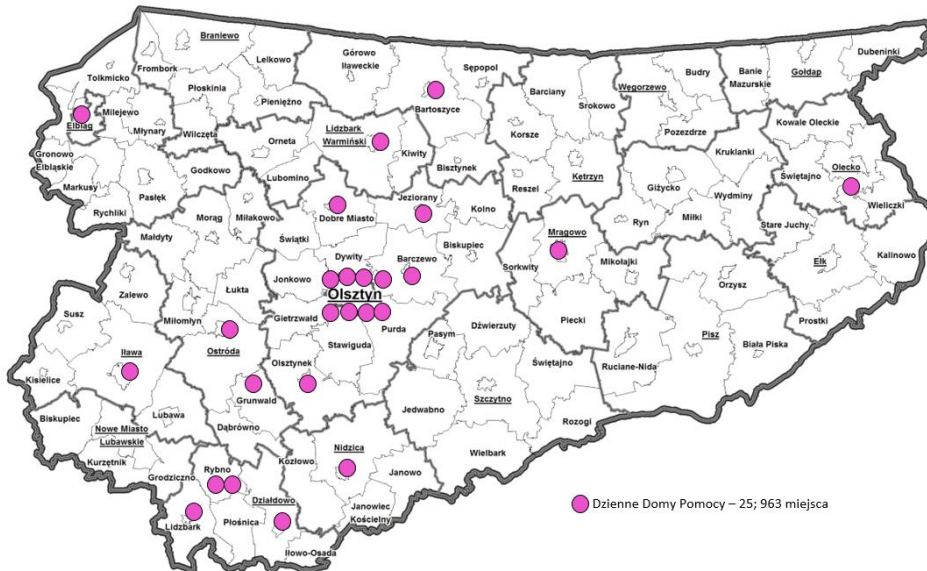 Braniewo
Górowo
Iławeckie
Sępopol
Dubeninki
Frombork
Lelkowo
Budry
Banie
Mazurskie
Gołdap
Tolkmicko
Płoskinia
Barciany
Węgorzewo
Pieniężno
Bartoszyce
Srokowo
Elbląg
Milejewo
Młynary
Wilczęta
Lidzbark
Warmiński
Korsze
Pozezdrze
Kowale Oleckie
Orneta
Kiwity
Kruklanki
Gronowo
Elbląskie
Godkowo
Bisztynek
Reszel
Kętrzyn
Giżycko
Świętajno
Olecko
Markusy
Pasłęk
Lubomino
Wydminy
Wieliczki
Rychliki
Morąg
Miłakowo
Dobre Miasto
Jeziorany
Kolno
Ryn
Miłki
Stare Juchy
Małdyty
Świątki
Mrągowo
Biskupiec
Dywity
Barczewo
Sorkwity
Mikołajki
Ełk
Kalinowo
Jonkowo
Orzysz
Zalewo
Łukta
Olsztyn
Susz
Miłomłyn
Gietrzwałd
Purda
Dźwierzuty
Piecki
Prostki
Pasym
Pisz
Stawiguda
Biała Piska
Iława
Ostróda
Olsztynek
Świętajno
Ruciane-Nida
Kisielice
Grunwald
Jedwabno
Szczytno
Biskupiec
Lubawa
Rozogi
Nowe Miasto
Lubawskie
Dąbrówno
Nidzica
Wielbark
Kurzętnik
Grodziczno
Rybno
Kozłowo
Janowo
Działdowo
Janowiec
Kościelny
Lidzbark
Płośnica
Iłowo-Osada
Dzienne Domy Pomocy – 25; 963 miejsca